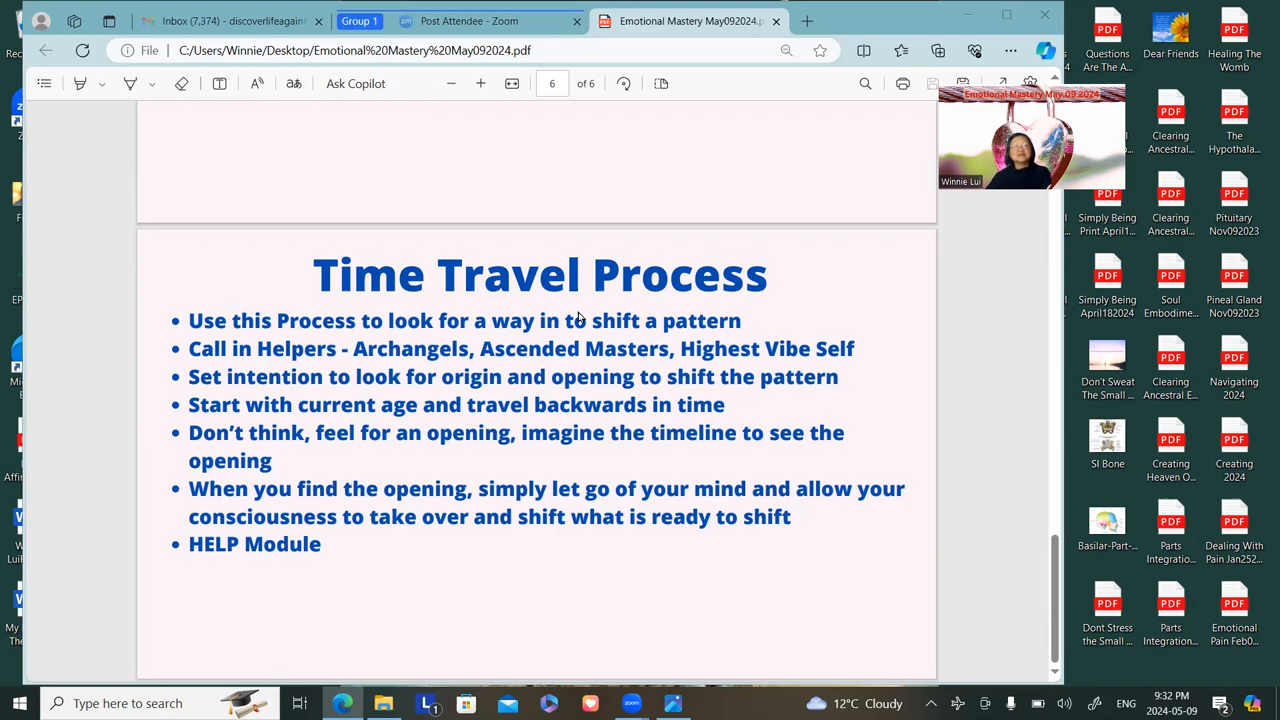 Inbox (7,374) - discoverlifeagain
Group 1
Post Attendee - Zoom
Emotional Mastery May092024.p
File
C:/Users/Winnie/Desktop/Emotional%20Mastery%20May092024.pdf
Ask Copilot
6 of 6
Emotional Mastery May.09.2024
Winnie Lui
Time Travel Process
• Use this Process to look for a way in to shift a pattern
• Call in Helpers - Archangels, Ascended Masters, Highest Vibe Self
• Set intention to look for origin and opening to shift the pattern
• Start with current age and travel backwards in time
• Don’t think, feel for an opening, imagine the timeline to see the
opening
• When you find the opening, simply let go of your mind and allow your
consciousness to take over and shift what is ready to shift
• HELP Module
Questions
Are The A...
Dear Friends
Healing The
Womb
Clearing
Ancestral...
The
Hypothala...
Simply Being
Print April1...
Clearing
Ancestral...
Pituitary
Nov092023
Simply Being
April182024
Soul
Embodime...
Pineal Gland
Nov092023
Don't Sweat
The Small ...
Clearing
Ancestral E...
Navigating
2024
SI Bone
Creating
Heaven O...
Creating
2024
Basilar-Part-...
Parts
Integratio...
Dealing With
Pain Jan252...
Dont Stress
the Small ...
Parts
Integration...
Emotional
Pain Feb0...
Type here to search
12°C Cloudy
ENG
9:32 PM
2024-05-09